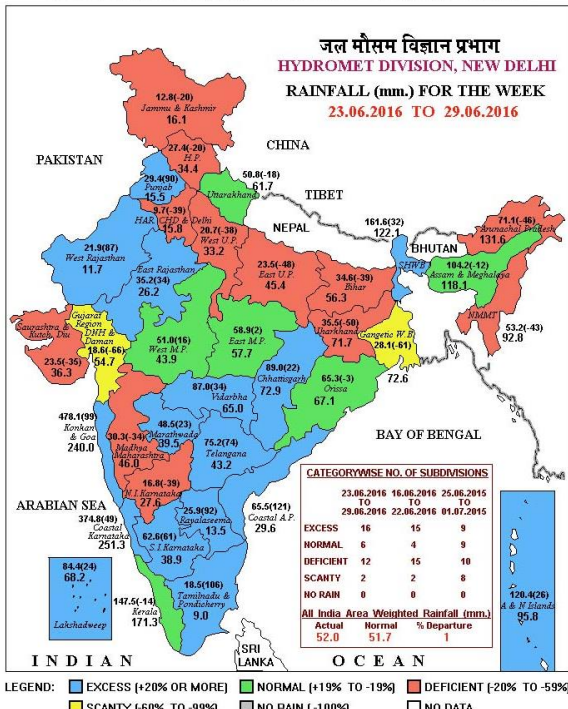 जल मौसम विज्ञान प्रभाग
HYDROMET DIVISION, NEW DELHI
RAINFALL (mm.) FOR THE WEEK
23.06.2016 TO 29.06.2016
12.8(-20)
Jammu & Kashmir
16.1
27.4(-20)
H.P.
34.4
CHINA
PAKISTAN
29.4(90)
Punjab
15.5
50.8(-18)
61.7
Uttarakhand
TIBET
9.7(-39)
HAR CHD & Delhi
15.8
20.7(-38)
West U.P.
33.2
NEPAL
161.6(32)
122.1
SHWB
BHUTAN
71.1(-46)
Arunachal Pradesh
131.6
104.2(-12)
Assam & Meghalaya
118.1
NMMT
53.2(-43)
92.8
21.9(87)
West Rajasthan
11.7
East Rajasthan
35.2(34)
26.2
23.5(-48)
East U.P.
45.4
34.6(-39)
Bihar
56.3
35.5(-50)
Jharkhand
71.7
Gangetic W.B.
28.1(-61)
72.6
Saurashtra &
Kutch, Diu
23.5(-35)
36.3
Gujarat
Region
DNH &
Daman
18.6(-66)
54.7
51.0(16)
West M.P.
43.9
58.9(2)
East M.P.
57.7
89.0(22)
Chhattisgarh
72.9
65.3(-3)
Orissa
67.1
87.0(34)
Vidarbha
65.0
478.1(99)
Konkan
& Goa
240.0
30.3(-34)
Madhya
Maharashtra
46.0
48.5(23)
Marathwada
39.5
75.2(74)
Telangana
43.2
BAY OF BENGAL
16.8(-39)
N.I.Karnataka
27.6
ARABIAN SEA
374.8(49)
Coastal
Karnataka
251.3
25.9(92)
Rayalaseema
13.5
65.5(121)
Coastal A.P.
29.6
62.6(61)
S.I.Karnataka
38.9
84.4(24)
68.2
Lakshadweep
147.5(-14)
Kerala
171.3
18.5(106)
Tamilnadu &
Pondicherry
9.0
120.4(26)
A & N Islands
95.8
CATEGORYWISE NO. OF SUBDIVISIONS
23.06.2016 16.06.2016 25.06.2015
TO TO TO
29.06.2016 22.06.2016 01.07.2015
EXCESS 16 15 9
NORMAL 6 4 9
DEFICIENT 12 15 10
SCANTY 2 2 8
NO RAIN 0 0 0
All India Area Weighted Rainfall (mm.)
Actual Normal % Departure
52.0 51.7 1
SRI
LANKA
INDIAN OCEAN
LEGEND: EXCESS (+20% OR MORE) NORMAL (+19% TO -19%) DEFICIENT (-20% TO -59%)
SCANTY (-60% TO -99%) NO RAIN (-100%) NO DATA